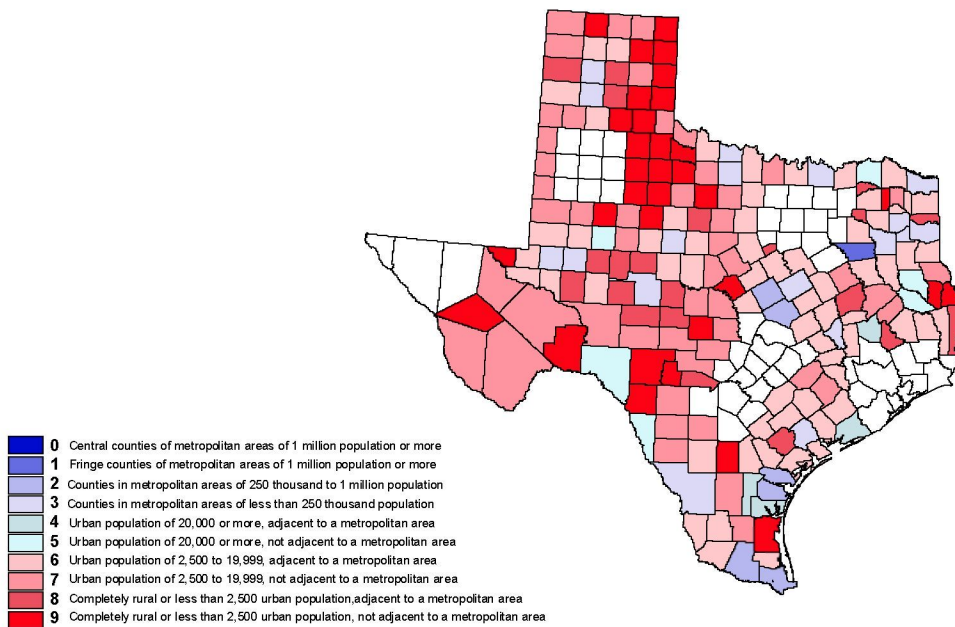 0 Central counties of metropolitan areas of 1 million population or more
1 Fringe counties of metropolitan areas of 1 million population or more
2 Counties in metropolitan areas of 250 thousand to 1 million population
3 Counties in metropolitan areas of less than 250 thousand population
4 Urban population of 20,000 or more, adjacent to a metropolitan area
5 Urban population of 20,000 or more, not adjacent to a metropolitan area
6 Urban population of 2,500 to 19,999, adjacent to a metropolitan area
7 Urban population of 2,500 to 19,999, not adjacent to a metropolitan area
8 Completely rural or less than 2,500 urban population,adjacent to a metropolitan area
9 Completely rural or less than 2,500 urban population, not adjacent to a metropolitan area